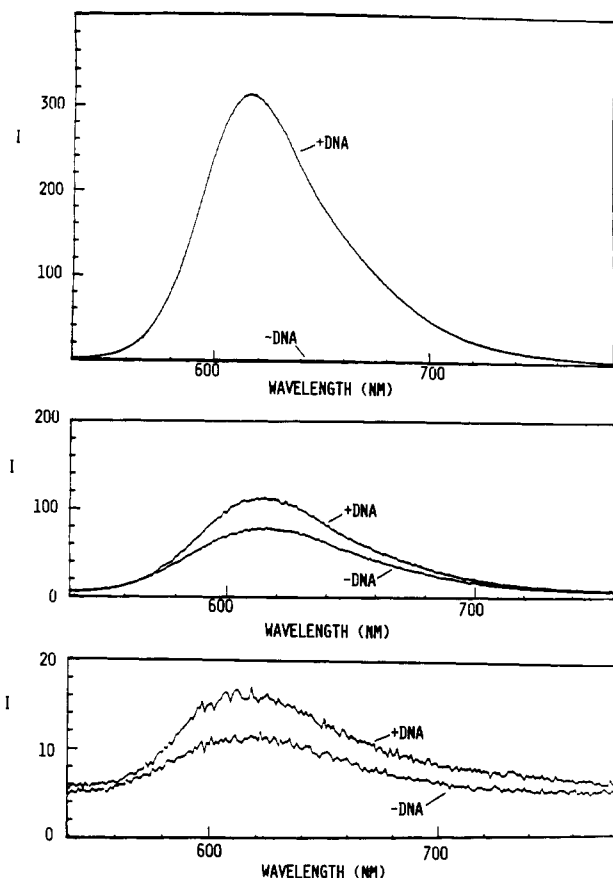 300
I
+DNA
200
100
-DNA
600 700
WAVELENGTH (NM)
200
I
+DNA
100
-DNA
0
600 700
WAVELENGTH (NM)
20
I
+DNA
10
-DNA
0
600 700
WAVELENGTH (NM)